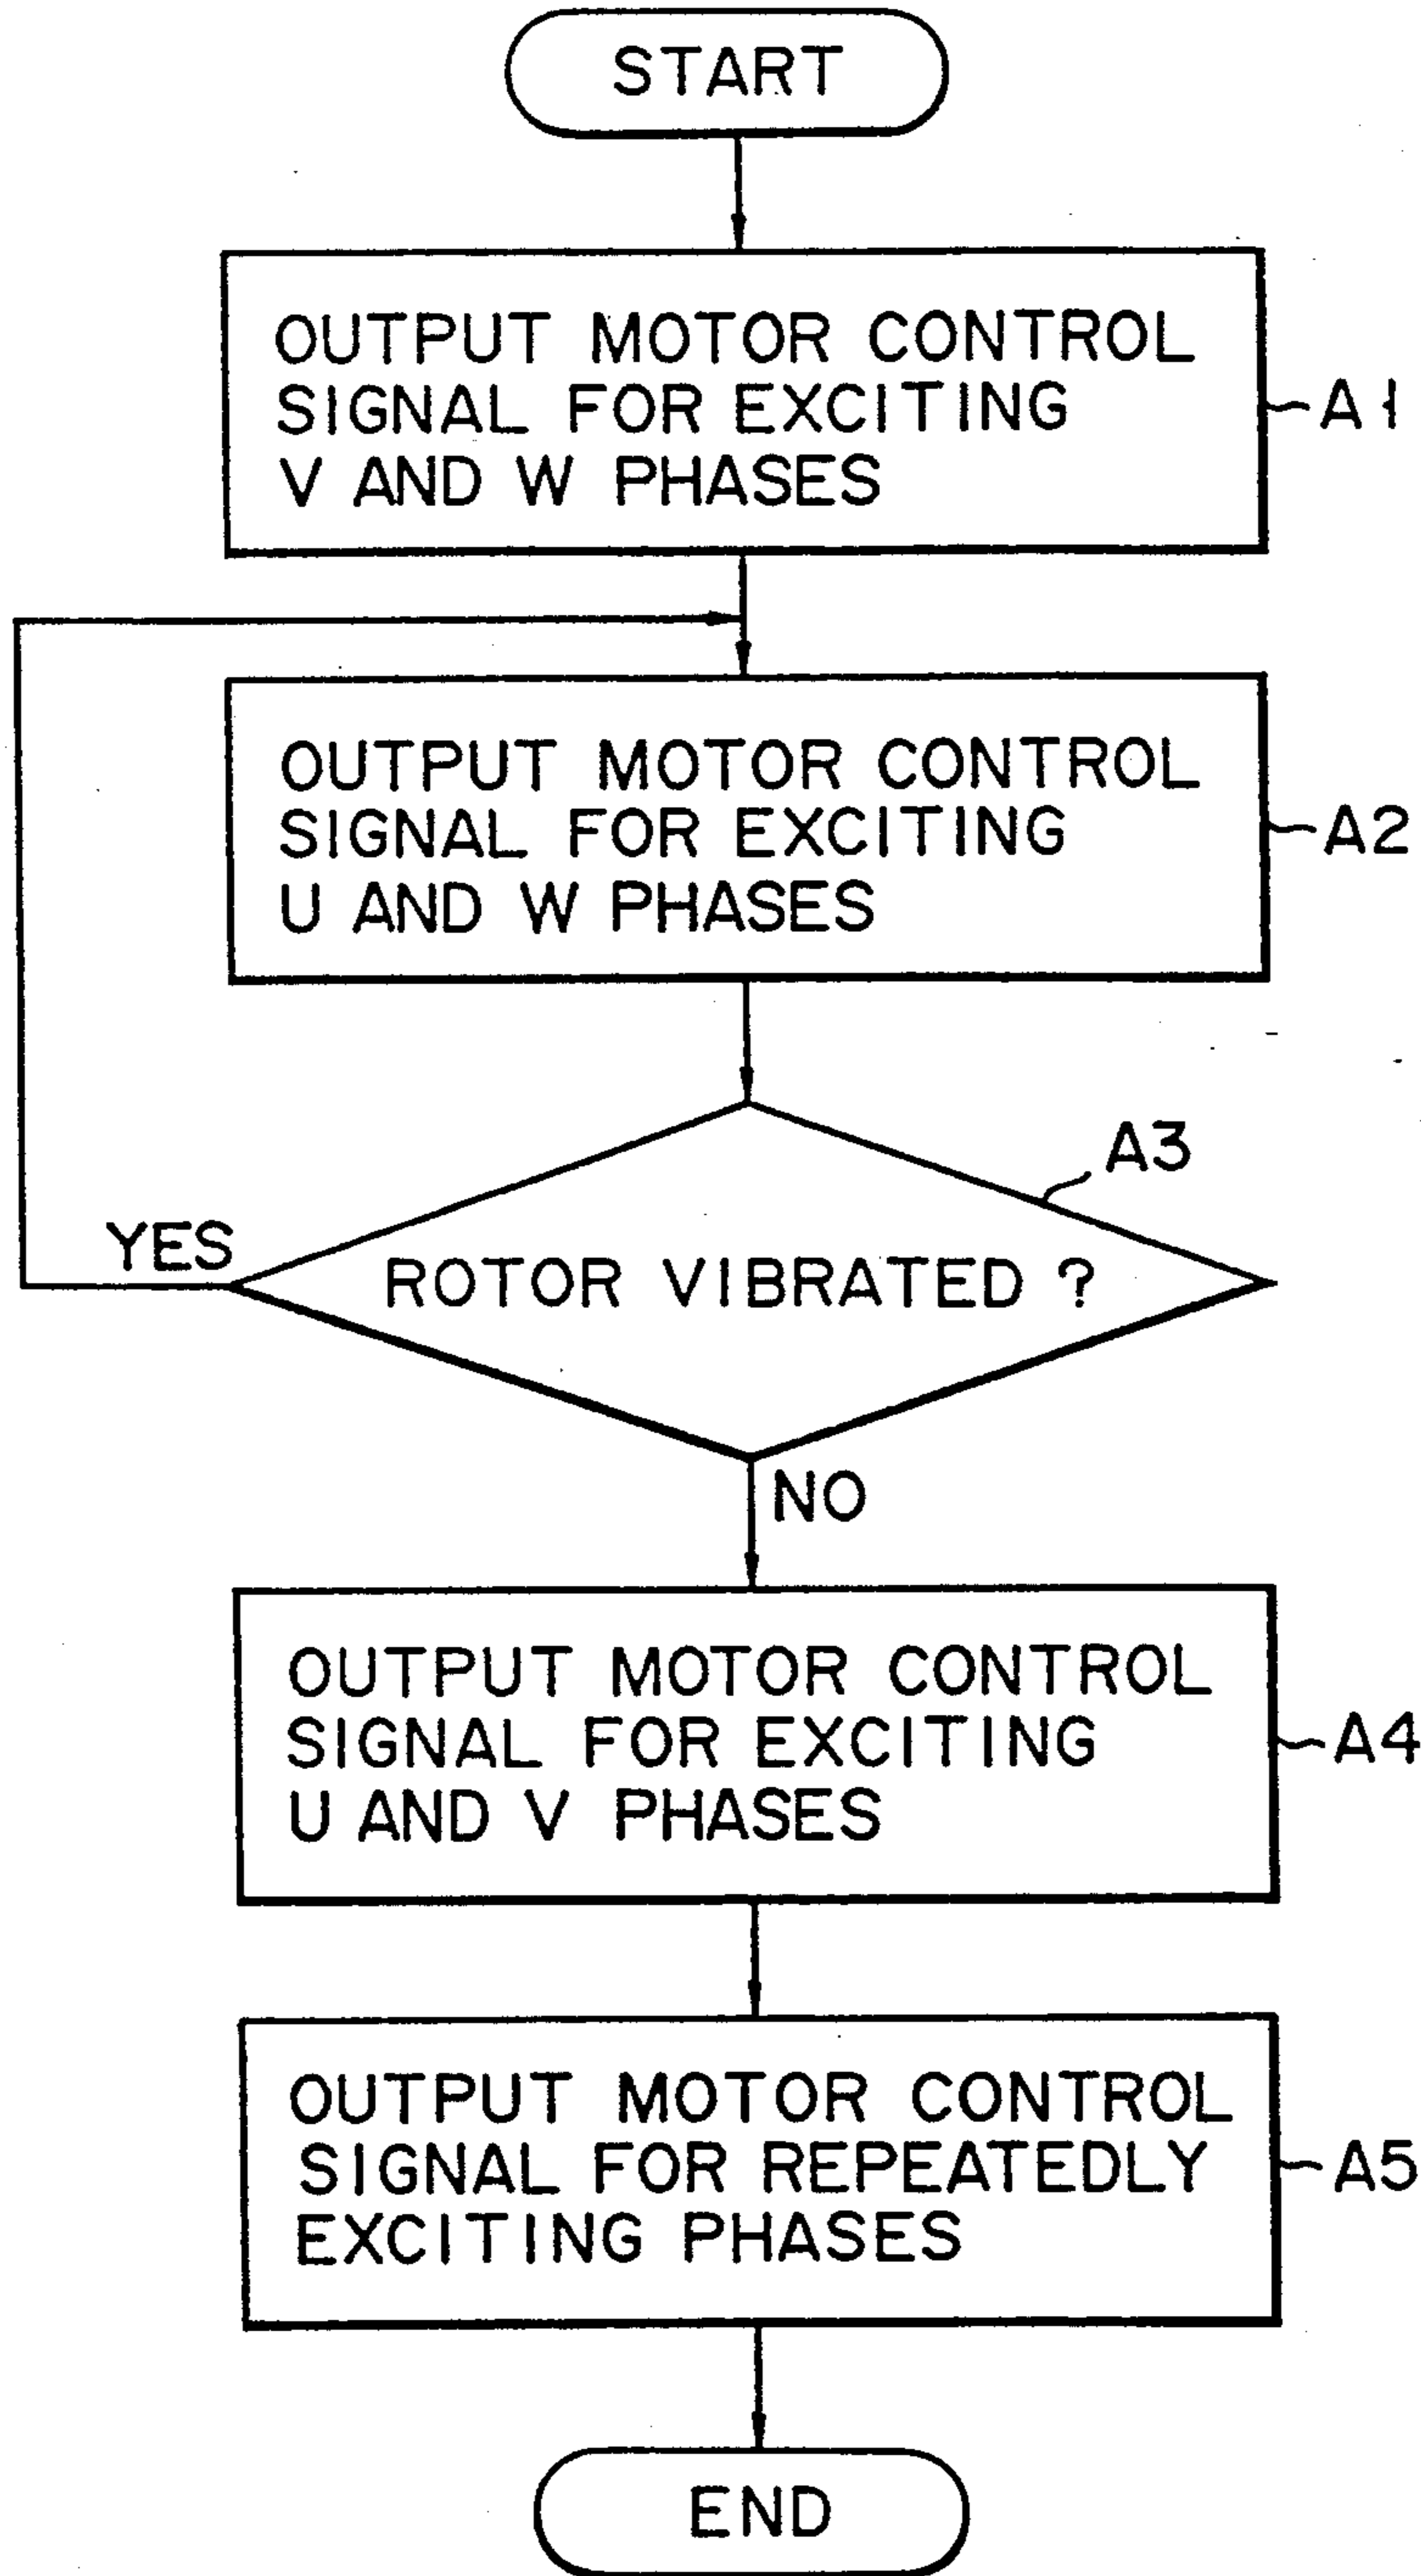 START
OUTPUT MOTOR CONTROL
SIGNAL FOR EXCITING
V AND W PHASES
A1
OUTPUT MOTOR CONTROL
SIGNAL FOR EXCITING
U AND W PHASES
A2
A3
YES
ROTOR VIBRATED ?
NO
OUTPUT MOTOR CONTROL
SIGNAL FOR EXCITING
U AND V PHASES
A4
OUTPUT MOTOR CONTROL
SIGNAL FOR REPEATEDLY
EXCITING PHASES
A5
END